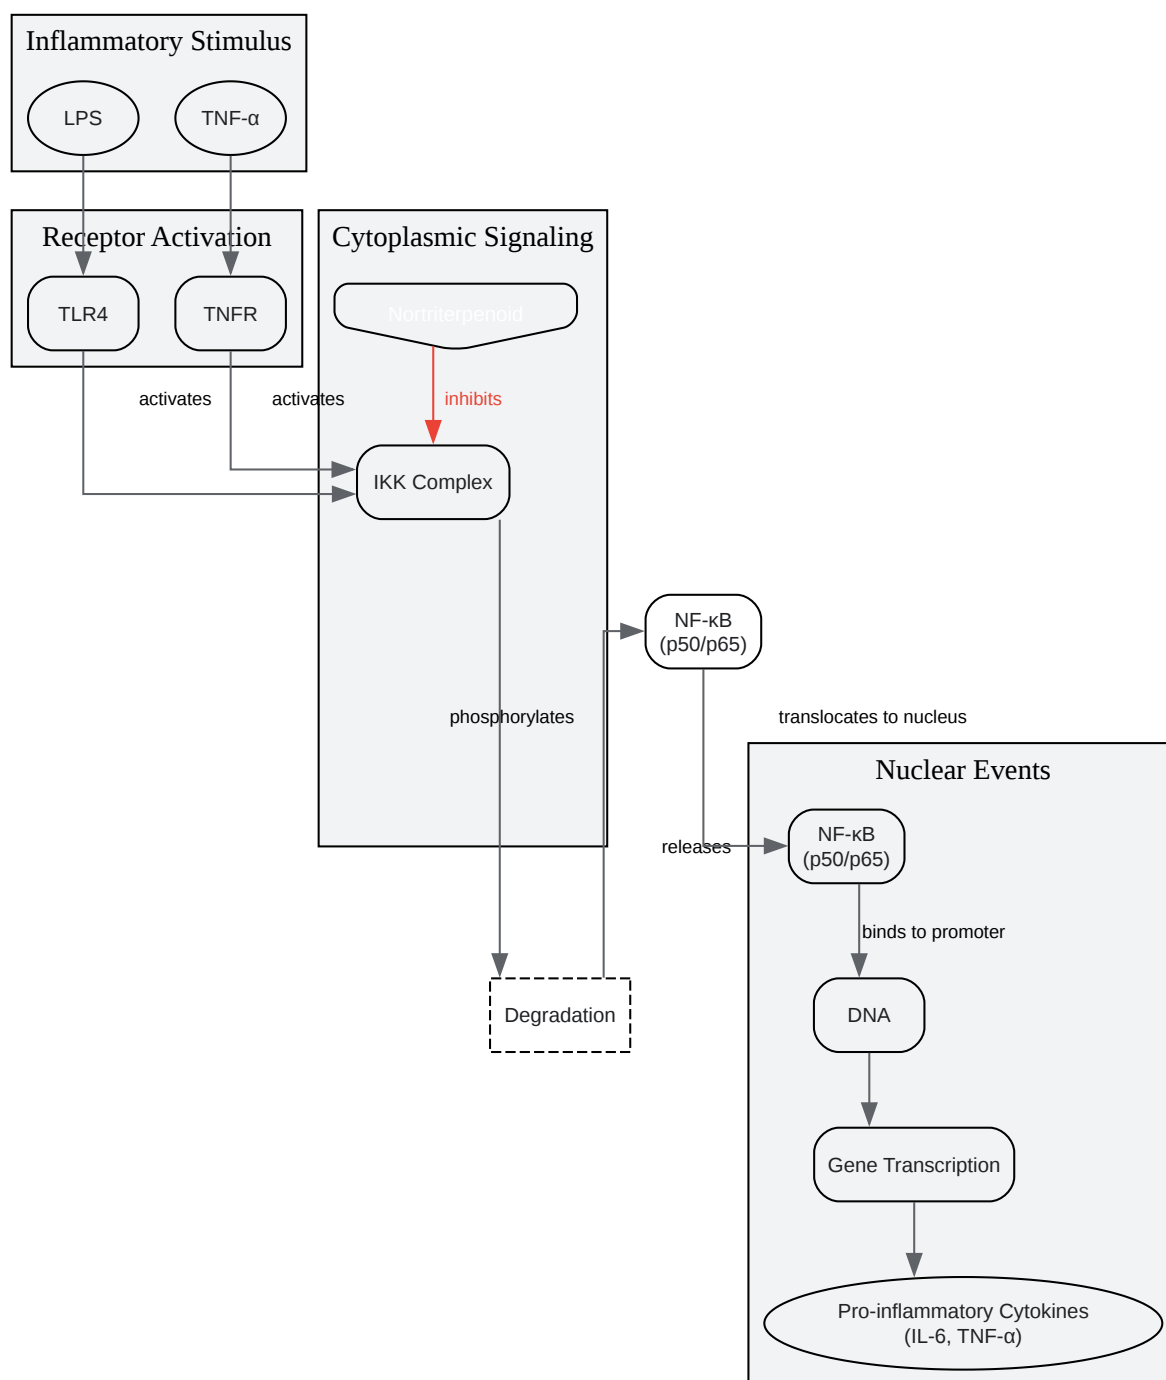 Inflammatory Stimulus
LPS
TNF-α
Receptor Activation
TLR4
TNFR
Cytoplasmic Signaling
Nortriterpenoid
activates
activates
inhibits
IKK Complex
NF-κB
(p50/p65)
phosphorylates
translocates to nucleus
Nuclear Events
NF-κB
(p50/p65)
releases
binds to promoter
Degradation
DNA
Gene Transcription
Pro-inflammatory Cytokines
(IL-6, TNF-α)